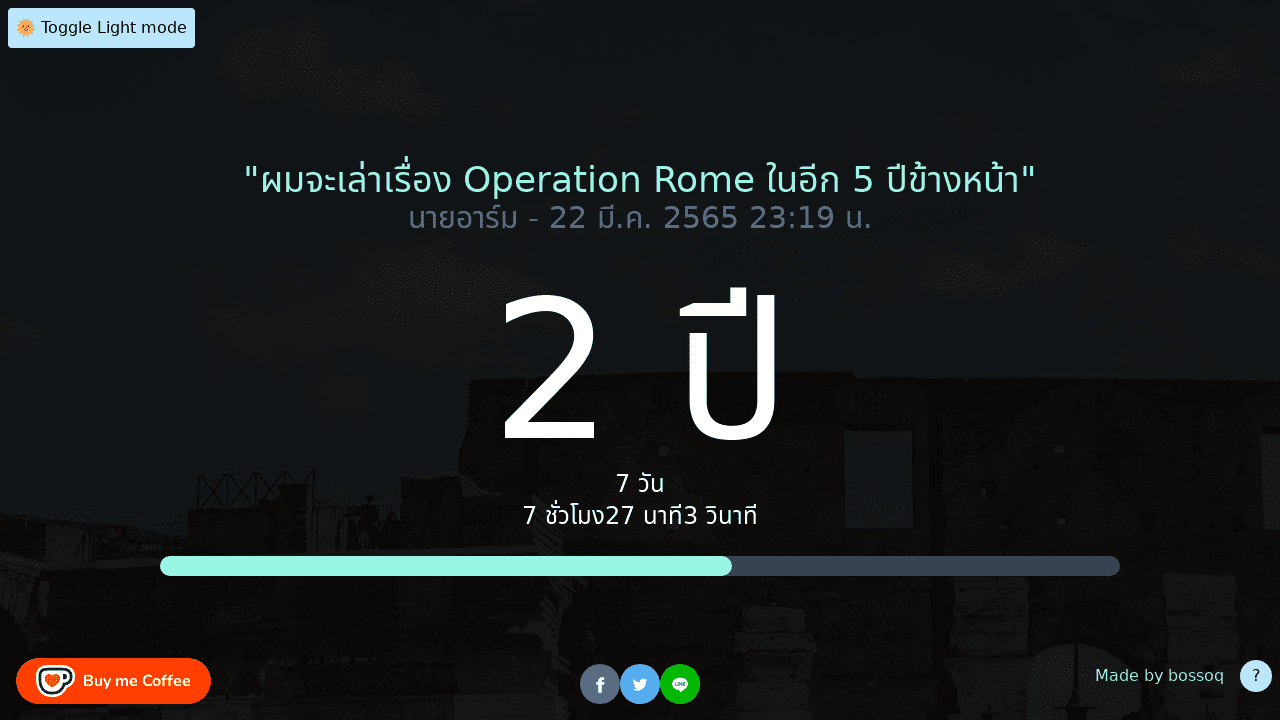 🌞 Toggle Light mode
"ผมจะเล่าเรื่อง Operation Rome ในอีก 5 ปีข้างหน้า"
นายอาร์ม - 22 มี.ค. 2565 23:19 น.
2 ปี
7 วัน
7 ชั่วโมง27 นาที3 วินาที
Buy me Coffee
LINE
Made by bossoq
?